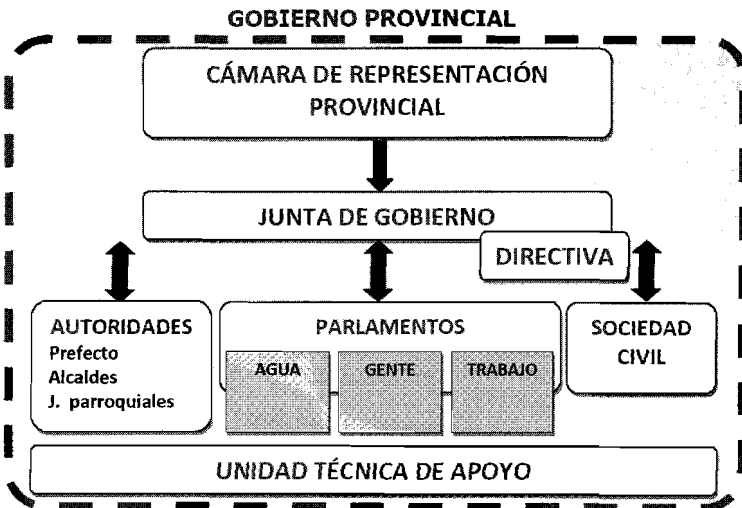 GOBIERNO PROVINCIAL
CÁMARA DE REPRESENTACIÓN
PROVINCIAL
JUNTA DE GOBIERNO
DIRECTIVA
AUTORIDADES
Prefecto
Alcaldes
J. parroquiales
PARLAMENTOS
AGUA
GENTE
TRABAJO
SOCIEDAD
CIVIL
UNIDAD TÉCNICA DE APOYO